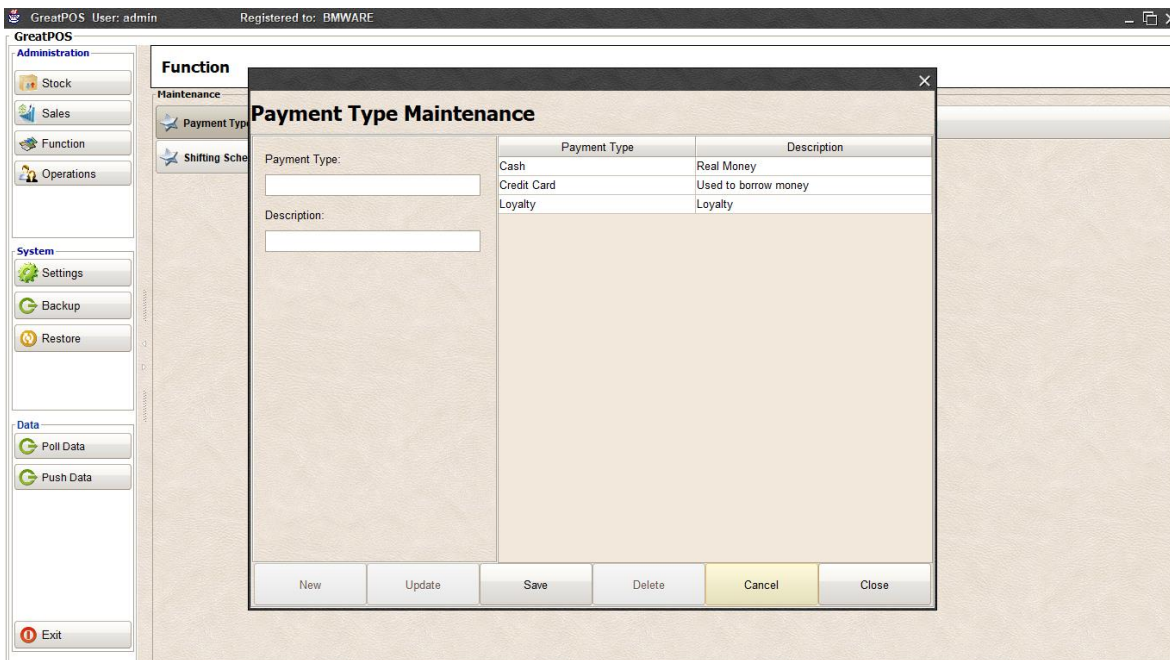 GreatPOS User: admin Registered to: BMWARE
GreatPOS
Administration
Stock
Sales
Function
Operations
System
Settings
Backup
Restore
Data
Poll Data
Push Data
Exit
Function
Maintenance
Payment Type
Shifting Sche
Payment Type Maintenance
Payment Type:
Description:
Payment Type Description
Cash Real Money
Credit Card Used to borrow money
Loyalty Loyalty
New Update Save Delete Cancel Close